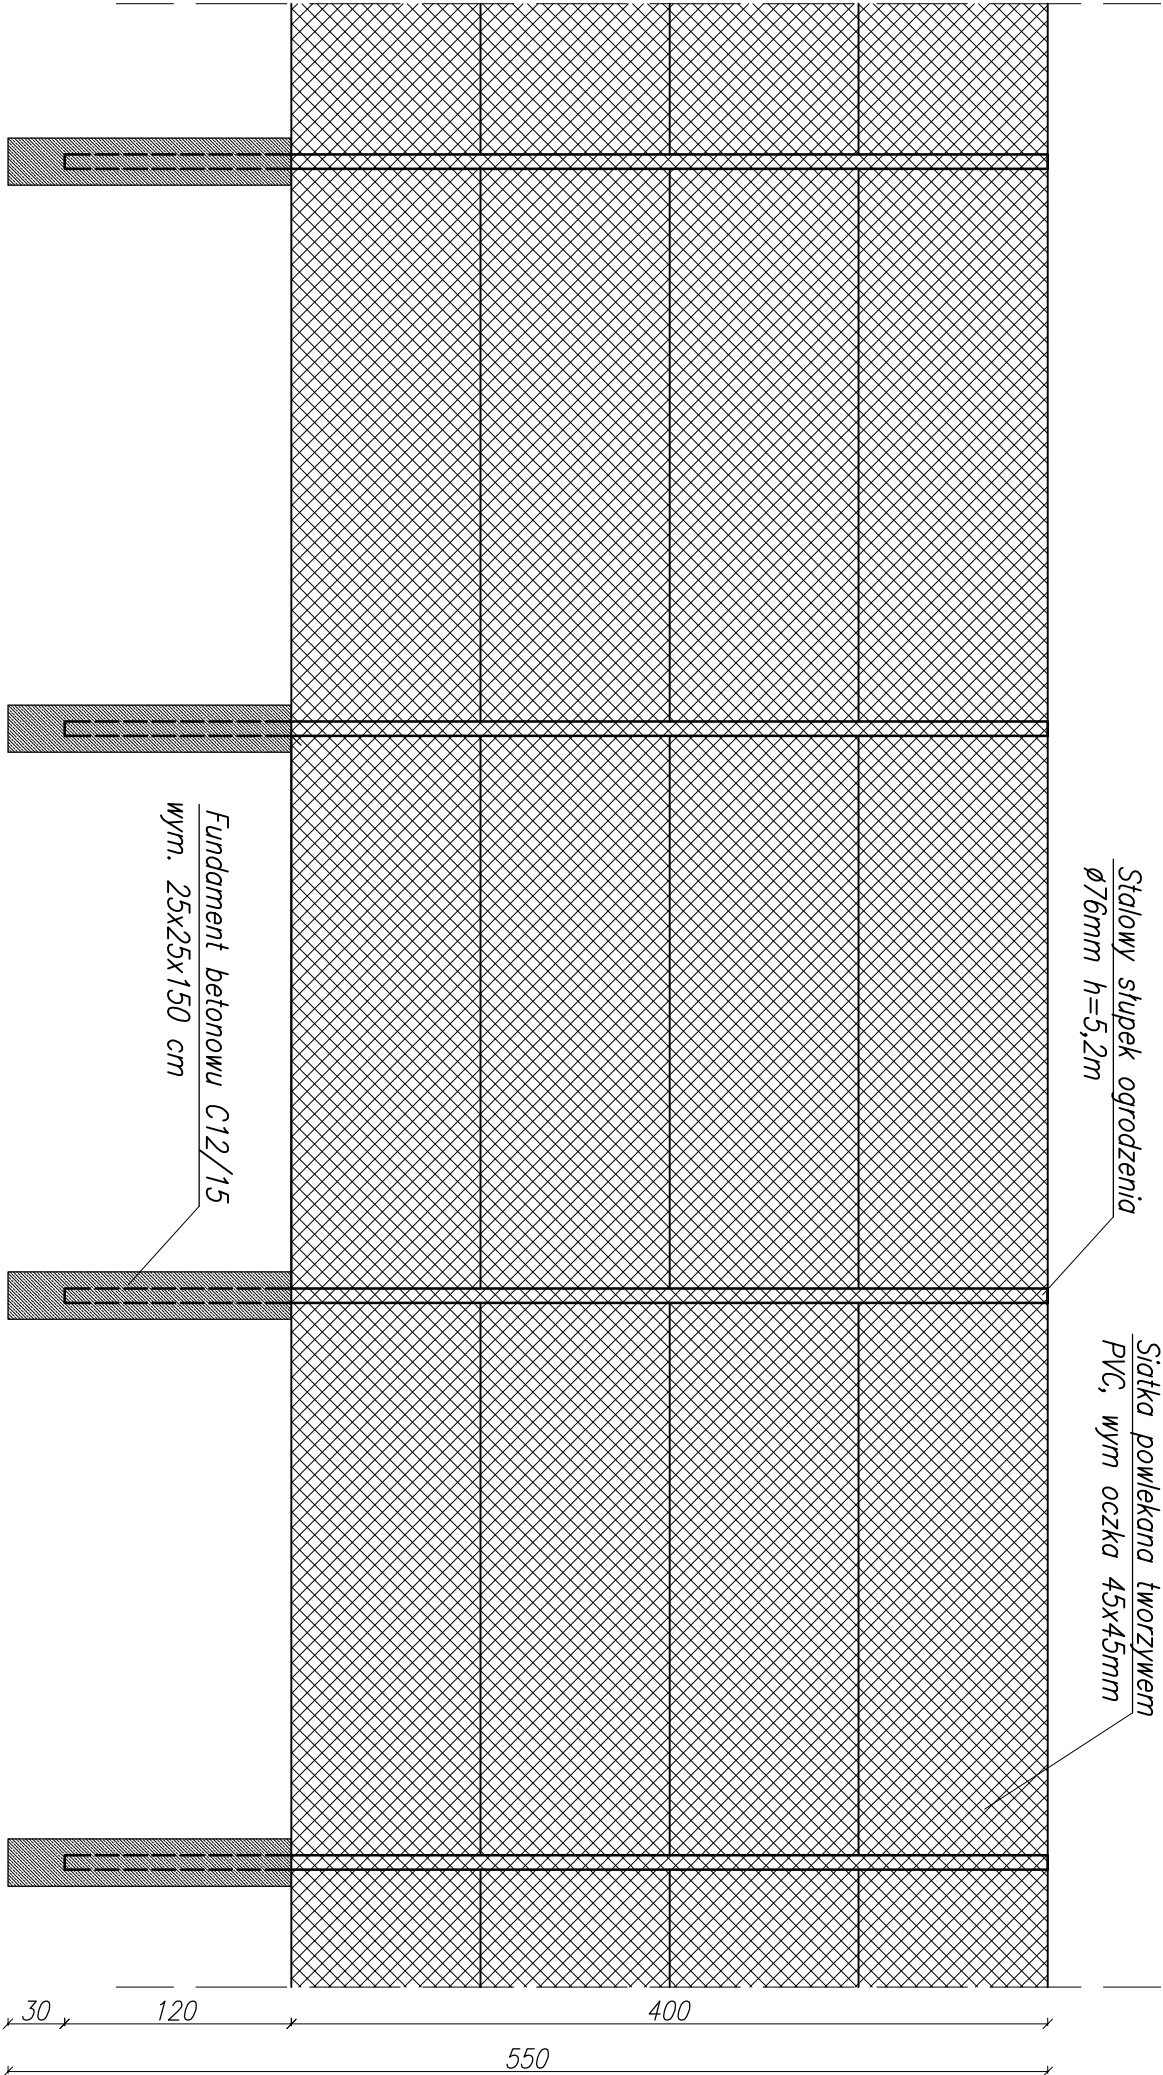 Siatka powlekana tworzywem
PVC, wym oczka 45x45mm
Stalowy słupek ogrodzenia
ø76mm h=5,2m
Fundament betonowu C12/15
wym. 25x25x150 cm
30
120
400
550